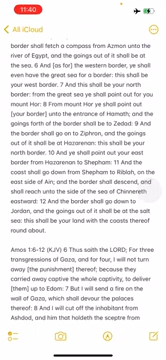 11:40
All iCloud
border shall fetch a compass from Azmon unto the river of
Egypt, and the goings out of it shall be at the
sea. 6 And [as for] the western border, ye shall
even have the great sea for a border: this shall be
your west border. 7 And this shall be your north
border: from the great sea ye shall point out for you
mount Hor: 8 From mount Hor ye shall point out
[your border] unto the entrance of Hamath; and the
goings forth of the border shall be to Zedad: 9 And
the border shall go on to Ziphron, and the goings
out of it shall be at Hazarenan: this shall be your
north border. 10 And ye shall point out your east
border from Hazarenan to Shepham: 11 And the
coast shall go down from Shepham to Riblah, on
the east side of Ain; and the border shall descend,
and shall reach unto the side of the sea of Chinnereth
eastward: 12 And the border shall go down to
Jordan, and the goings out of it shall be at the salt
sea: this shall be your land with the coasts thereof
round about.
Amos 1:6-12 (KJV) 6 Thus saith the LORD; For three
transgressions of Gaza, and for four, I will not turn
away [the punishment] thereof; because they
carried away captive the whole captivity, to deliver
[them] up to Edom: 7 But I will send a fire on the
wall of Gaza, which shall devour the palaces thereof: 8
And I will cut off the inhabitant from
Ashdod, and him that holdeth the sceptre from